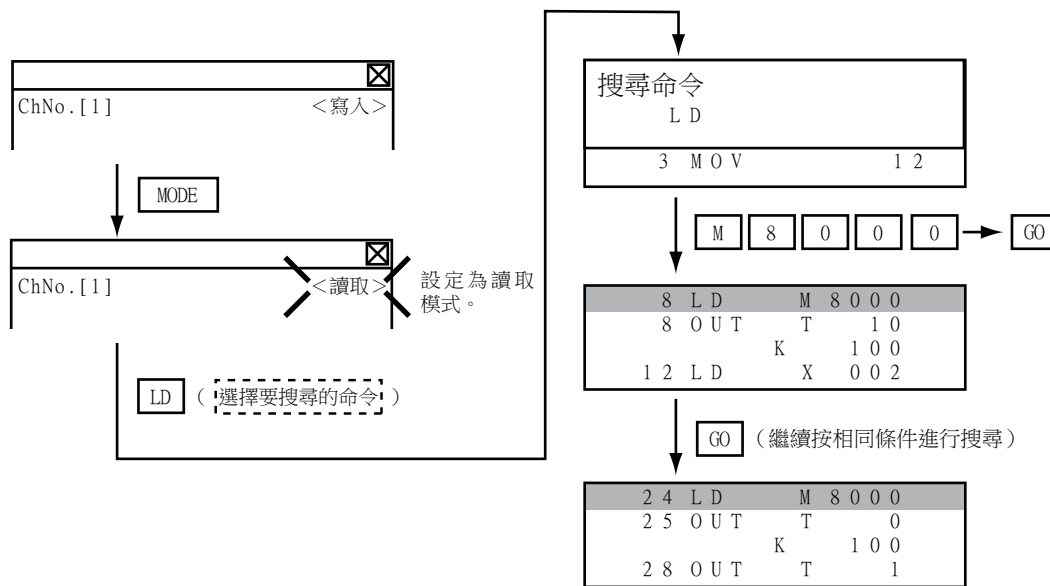 ChNo.[1] <寫入>
MODE
ChNo.[1] <讀取>
設定為讀取
模式。
LD (選擇要搜尋的命令)
搜尋命令
LD
3 MOV 12
M 8 0 0 0 GO
8 LD M 8000
8 OUT T 10
K 100
12 LD X 002
GO (繼續按相同條件進行搜尋)
24 LD M 8000
25 OUT T 0
K 100
28 OUT T 1